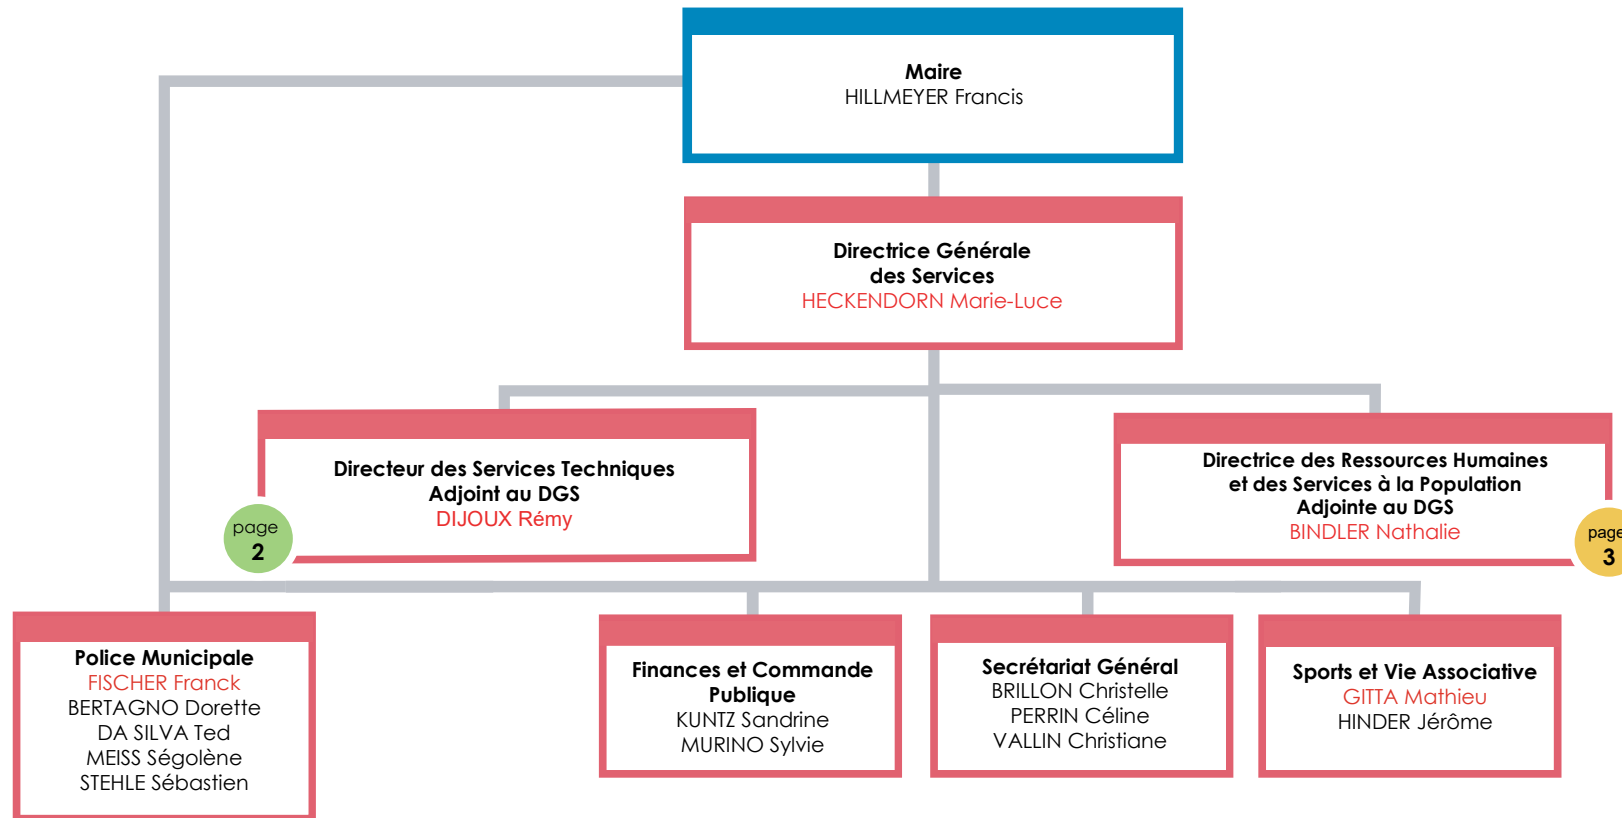 Maire
HILLMEYER Francis
Directrice Générale
des Services
HECKENDORN Marie-Luce
Directeur des Services Techniques
Adjoint au DGS
DIJOUX Rémy
page
2
Directrice des Ressources Humaines
et des Services à la Population
Adjointe au DGS
BINDLER Nathalie
page
3
Police Municipale
FISCHER Franck
BERTAGNO Dorette
DA SILVA Ted
MEISS Ségolène
STEHLE Sébastien
Finances et Commande
Publique
KUNTZ Sandrine
MURINO Sylvie
Secrétariat Général
BRILLON Christelle
PERRIN Céline
VALLIN Christiane
Sports et Vie Associative
GITTA Mathieu
HINDER Jérôme